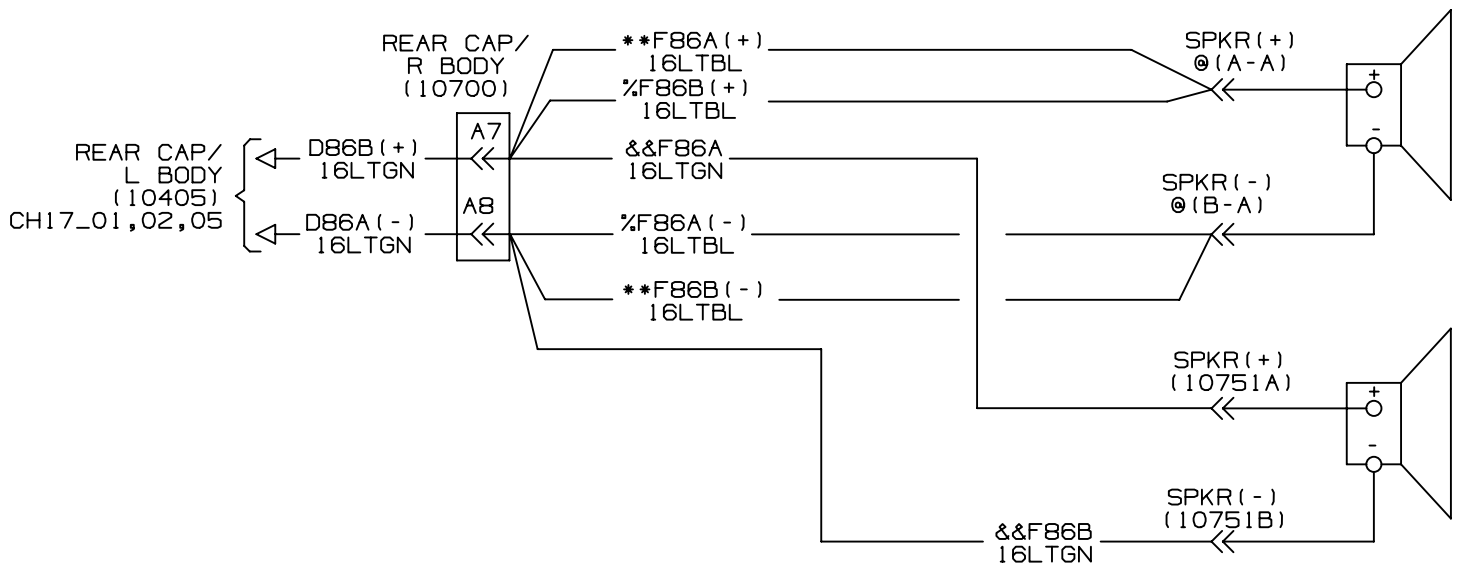 REAR CAP/
R BODY
(10700)
**F86A(+)
16LTBL
SPKR(+)
@(A-A)
+
-
%F86B(+)
16LTBL
A7
REAR CAP/
L BODY
(10405)
CH17_01,02,05
D86B(+)
16LTGN
&&F86A
16LTGN
SPKR(-)
@(B-A)
A8
D86A(-)
16LTGN
%F86A(-)
16LTBL
**F86B(-)
16LTBL
SPKR(+)
(10751A)
+
-
SPKR(-)
(10751B)
&&F86B
16LTGN